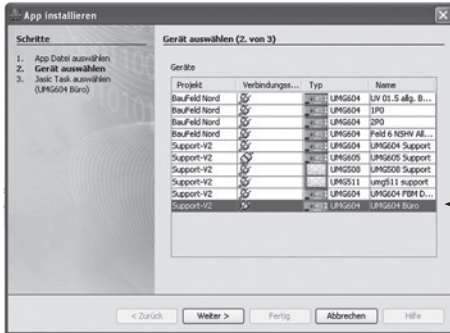 App installieren
Schritte
1. App Datei auswählen
2. Gerät auswählen
3. Jasic Task auswählen
(UMG604 Büro)
Gerät auswählen (2. von 3)
Geräte
Projekt Verbindungss... Typ Name
BauFeld Nord UMG604 UV 01.5 allg. B...
BauFeld Nord UMG604 1P0
BauFeld Nord UMG604 2P0
BauFeld Nord UMG604 Feld 6 NSHV All...
Support-V2 UMG604 UMG604 Support
Support-V2 UMG605 UMG605 Support
Support-V2 UMG508 UMG508 Support
Support-V2 UMG511 umg511 support
Support-V2 UMG604 UMG604 FBM D...
Support-V2 UMG604 UMG604 Büro
< Zurück Weiter > Fertig Abbrechen Hilfe